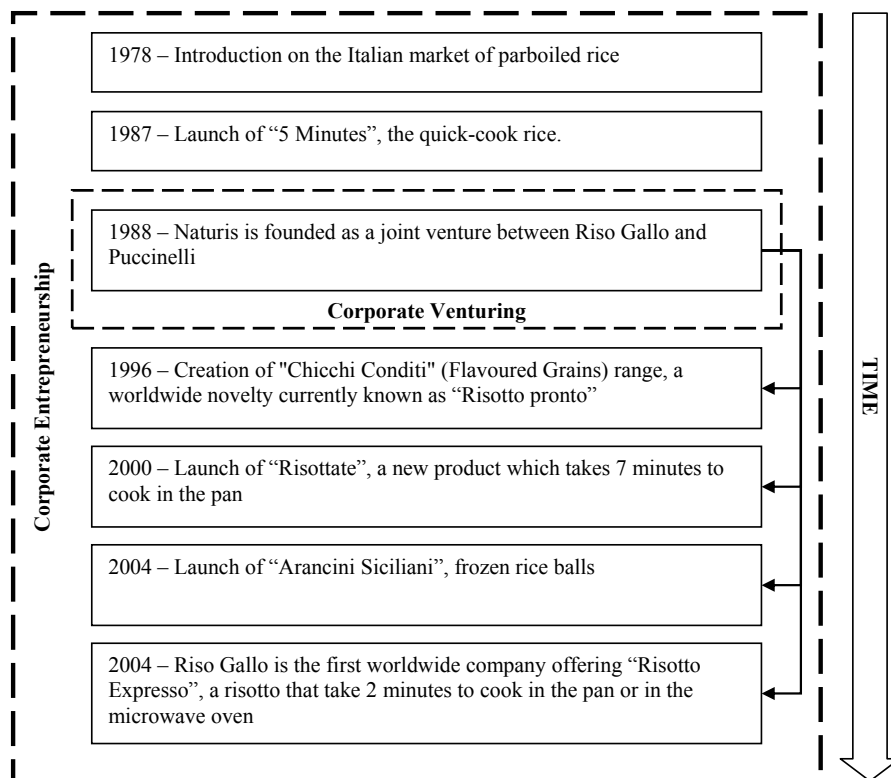 1978 – Introduction on the Italian market of parboiled rice
1987 – Launch of “5 Minutes”, the quick-cook rice.
1988 – Naturis is founded as a joint venture between Riso Gallo and
Puccinelli
Corporate Venturing
1996 – Creation of "Chicchi Conditi" (Flavoured Grains) range, a
worldwide novelty currently known as “Risotto pronto”
2000 – Launch of “Risottate”, a new product which takes 7 minutes to
cook in the pan
2004 – Launch of “Arancini Siciliani”, frozen rice balls
2004 – Riso Gallo is the first worldwide company offering “Risotto
Expresso”, a risotto that take 2 minutes to cook in the pan or in the
microwave oven
Corporate Entrepreneurship
TIME